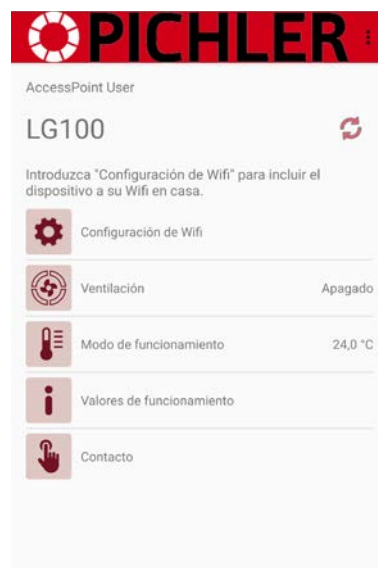 PICHLER
AccessPoint User
LG100
Introduzca "Configuración de Wifi" para incluir el
dispositivo a su Wifi en casa.
Configuración de Wifi
Ventilación Apagado
Modo de funcionamiento 24,0 °C
Valores de funcionamiento
Contacto